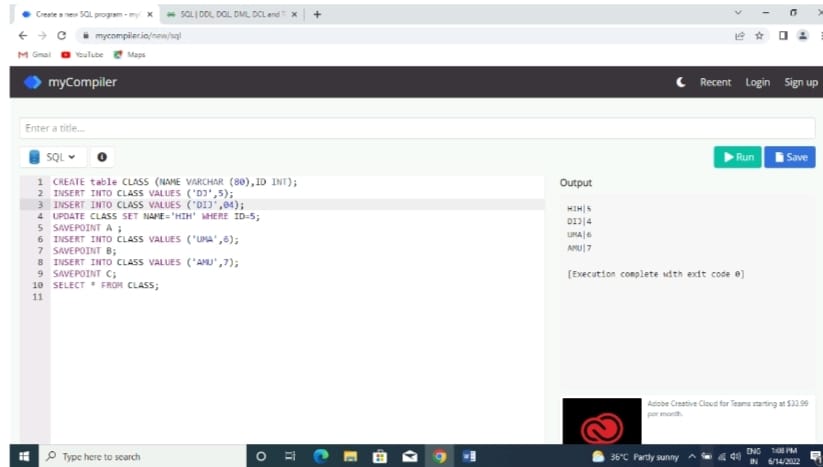 Create a new SQL program - my
SQL | DDL, DQL, DML, DCL and T
mycompiler.io/new/sql
Gmail YouTube Maps
myCompiler
Recent Login Sign up
Enter a title...
SQL
Run Save
1 CREATE table CLASS (NAME VARCHAR (80),ID INT);
2 INSERT INTO CLASS VALUES ('DJ',5);
3 INSERT INTO CLASS VALUES ('DIJ',04);
4 UPDATE CLASS SET NAME='HIH' WHERE ID=5;
5 SAVEPOINT A ;
6 INSERT INTO CLASS VALUES ('UMA',6);
7 SAVEPOINT B;
8 INSERT INTO CLASS VALUES ('AMU',7);
9 SAVEPOINT C;
10 SELECT * FROM CLASS;
11
Output
HIH|5
DIJ|4
UMA|6
AMU|7
[Execution complete with exit code 0]
Adobe Creative Cloud for Teams starting at $33.99
per month.
Type here to search
36°C Partly sunny
ENG
IN
1:08 PM
6/14/2022